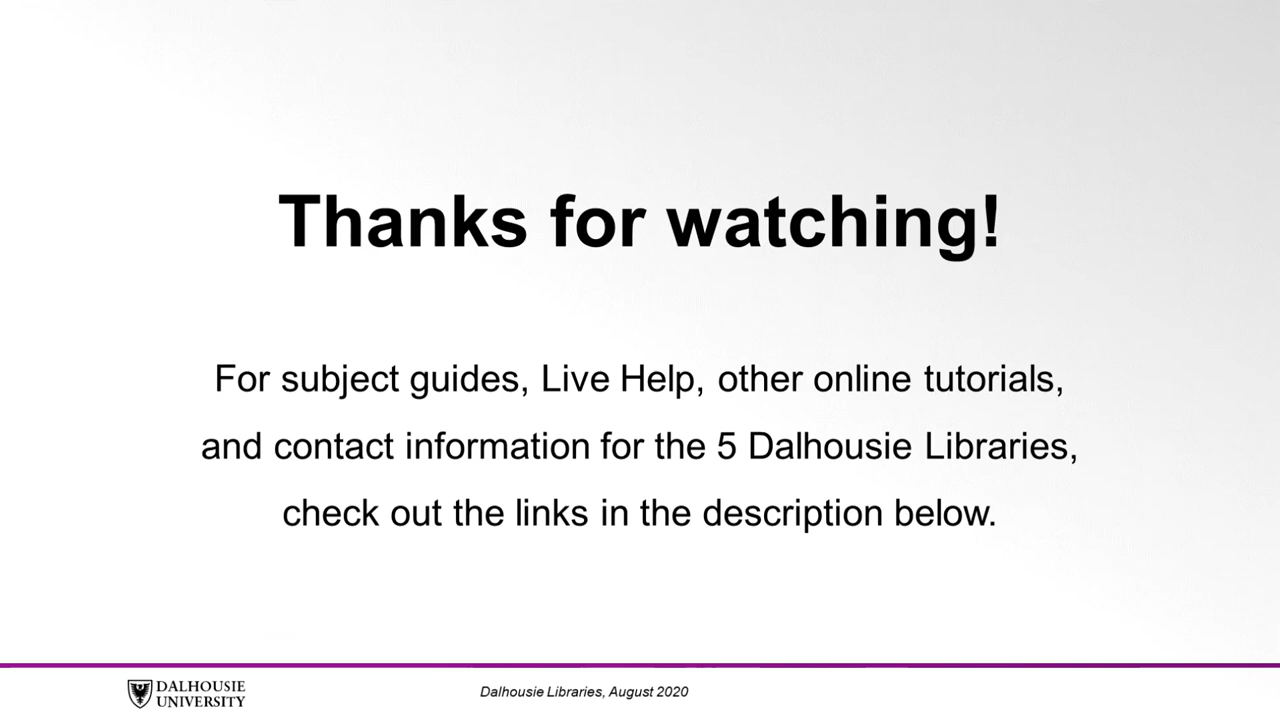 Thanks for watching!
For subject guides, Live Help, other online tutorials,
and contact information for the 5 Dalhousie Libraries,
check out the links in the description below.
DALHOUSIE
UNIVERSITY
Dalhousie Libraries, August 2020